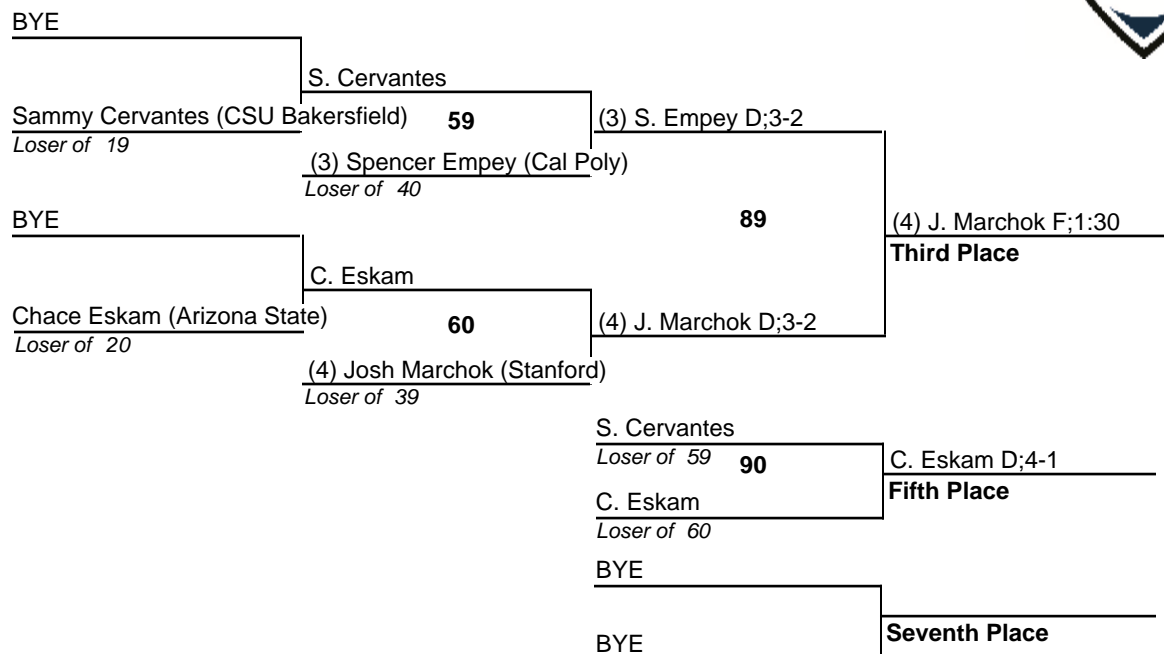 BYE
S. Cervantes
Sammy Cervantes (CSU Bakersfield)
59
(3) S. Empey D;3-2
Loser of 19
(3) Spencer Empey (Cal Poly)
Loser of 40
BYE
89
(4) J. Marchok F;1:30
Third Place
C. Eskam
Chace Eskam (Arizona State)
60
(4) J. Marchok D;3-2
Loser of 20
(4) Josh Marchok (Stanford)
Loser of 39
S. Cervantes
Loser of 59
90
C. Eskam D;4-1
Fifth Place
C. Eskam
Loser of 60
BYE
Seventh Place
BYE